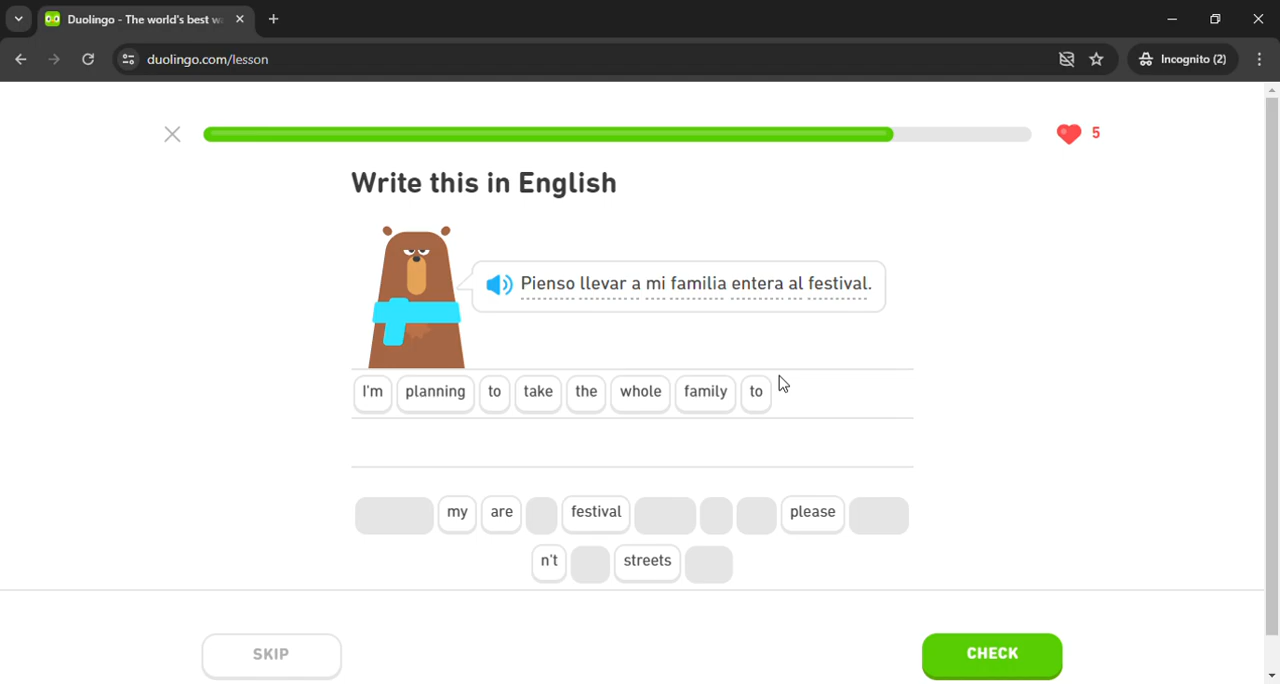 Duolingo - The world's best w
duolingo.com/lesson
Incognito (2)
5
Write this in English
Pienso llevar a mi familia entera al festival.
I'm planning to take the whole family to
my are festival please
n't streets
SKIP
CHECK